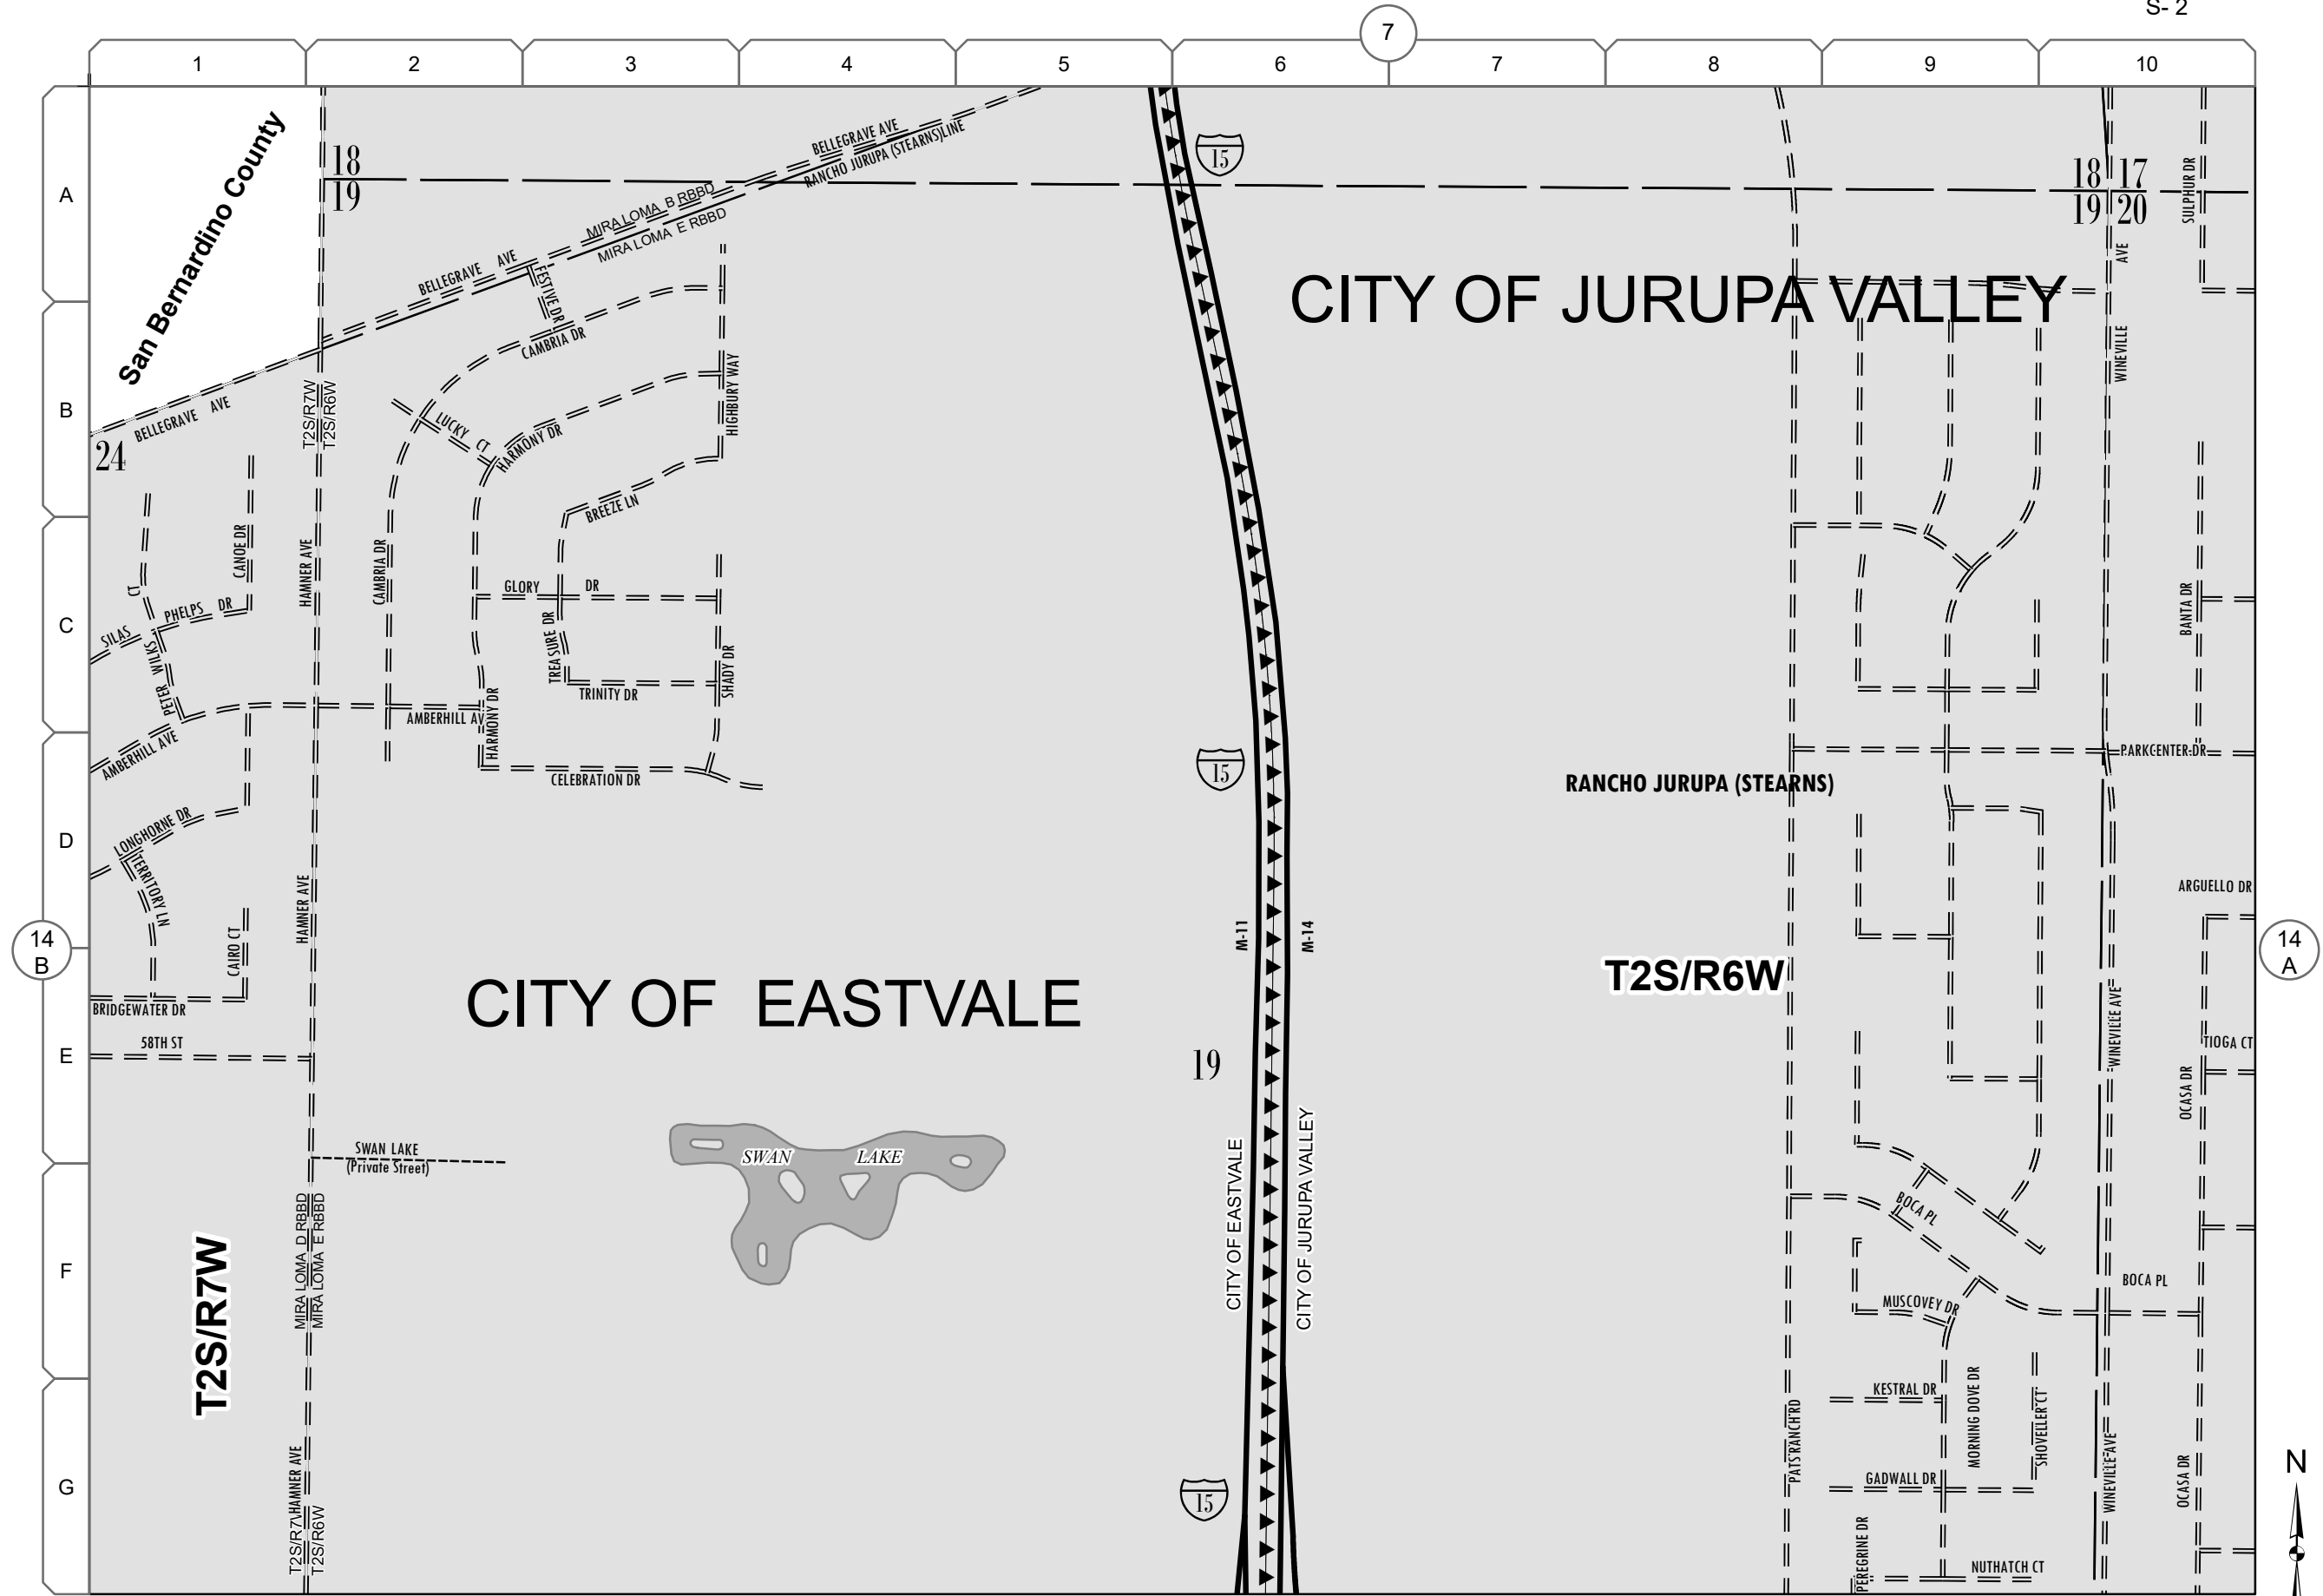 S- 2
7
1 2 3 4 5 6 7 8 9 10
A
B
C
D
E
F
G
14
B
14
A
N
San Bernardino County
18
19
BELLEGRAVE AVE
RANCHO JURUPA (STEARNS)LINE
15
18 17
19 20
SULPHUR DR
MIRA LOMA B RBBD
MIRA LOMA E RBBD
BELLEGRAVE AVE
FESTIVE DR
CITY OF JURUPA VALLEY
WINEVILLE AVE
CAMBRIA DR
HIGHBURY WAY
T2S/R7W
T2S/R6W
BELLEGRAVE AVE
24
LUCKY CT
HARMONY DR
BREEZE LN
CANOE DR
HAMNER AVE
CAMBRIA DR
GLORY DR
SILAS PHELPS DR
PETER WILKS CT
TREASURE DR
TRINITY DR
SHADY DR
BANTA DR
AMBERHILL AVE
AMBERHILL AV
HARMONY DR
CELEBRATION DR
15
PARKCENTER DR
RANCHO JURUPA (STEARNS)
LONGHORNE DR
TERRITORY LN
HAMNER AVE
CAIRO CT
ARGUELLO DR
M-11
M-14
CITY OF EASTVALE
T2S/R6W
BRIDGEWATER DR
58TH ST
19
WINEVILLE AVE
TIOGA CT
OCASA DR
SWAN LAKE
(Private Street)
SWAN LAKE
CITY OF EASTVALE
CITY OF JURUPA VALLEY
T2S/R7W
MIRA LOMA D RBBD
MIRA LOMA E RBBD
BOCA PL
BOCA PL
MUSCOVEY DR
KESTRAL DR
MORNING DOVE DR
SHOVELLER CT
PATS RANCH RD
GADWALL DR
WINEVILLE AVE
OCASA DR
HAMNER AVE
T2S/R7W
T2S/R6W
15
PEREGRINE DR
NUTHATCH CT